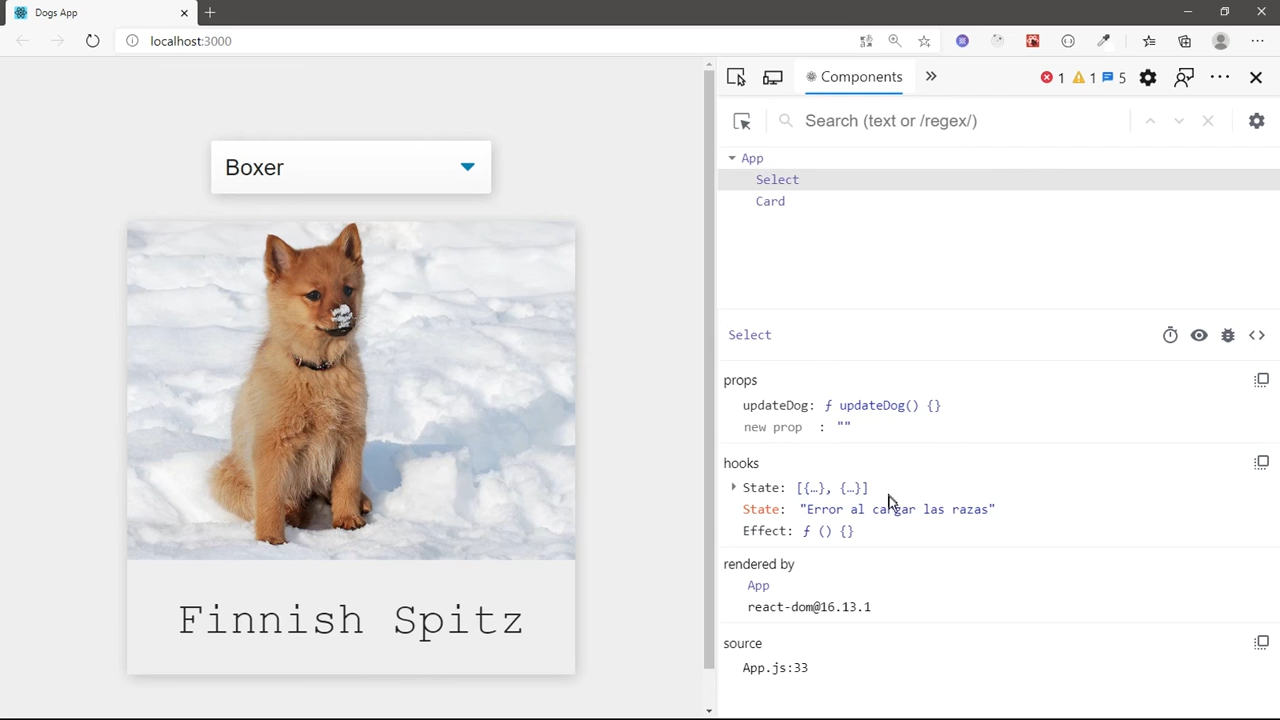 Dogs App
localhost:3000
Components
1
1
5
Search (text or /regex/)
App
Select
Card
Boxer
Finnish Spitz
Select
props
updateDog: ƒ updateDog() {}
new prop : ""
hooks
State: [{…}, {…}]
State: "Error al cargar las razas"
Effect: ƒ () {}
rendered by
App
react-dom@16.13.1
source
App.js:33